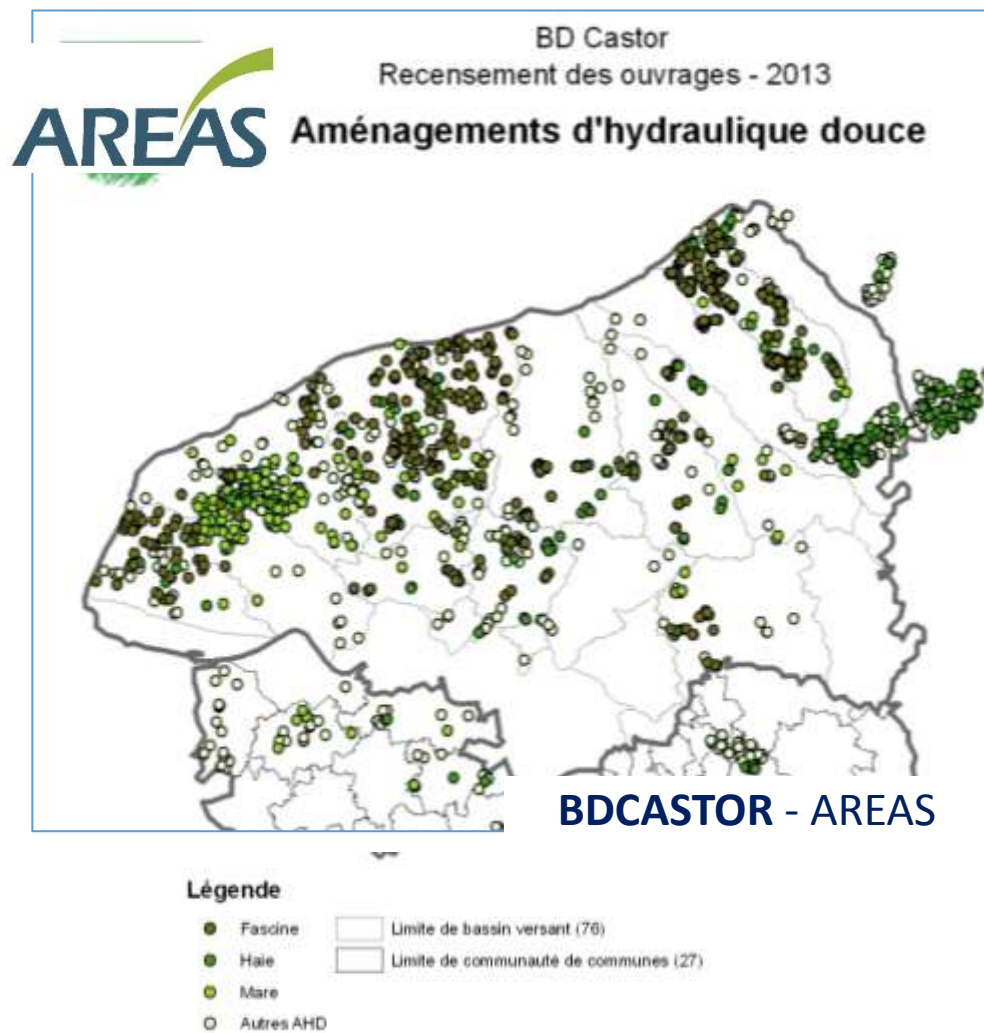 BD Castor
Recensement des ouvrages - 2013
AREAS
Aménagements d'hydraulique douce
BDCASTOR - AREAS
Légende
Fascine
Limite de bassin versant (76)
Haie
Limite de communauté de communes (27)
Mare
Autres AHD